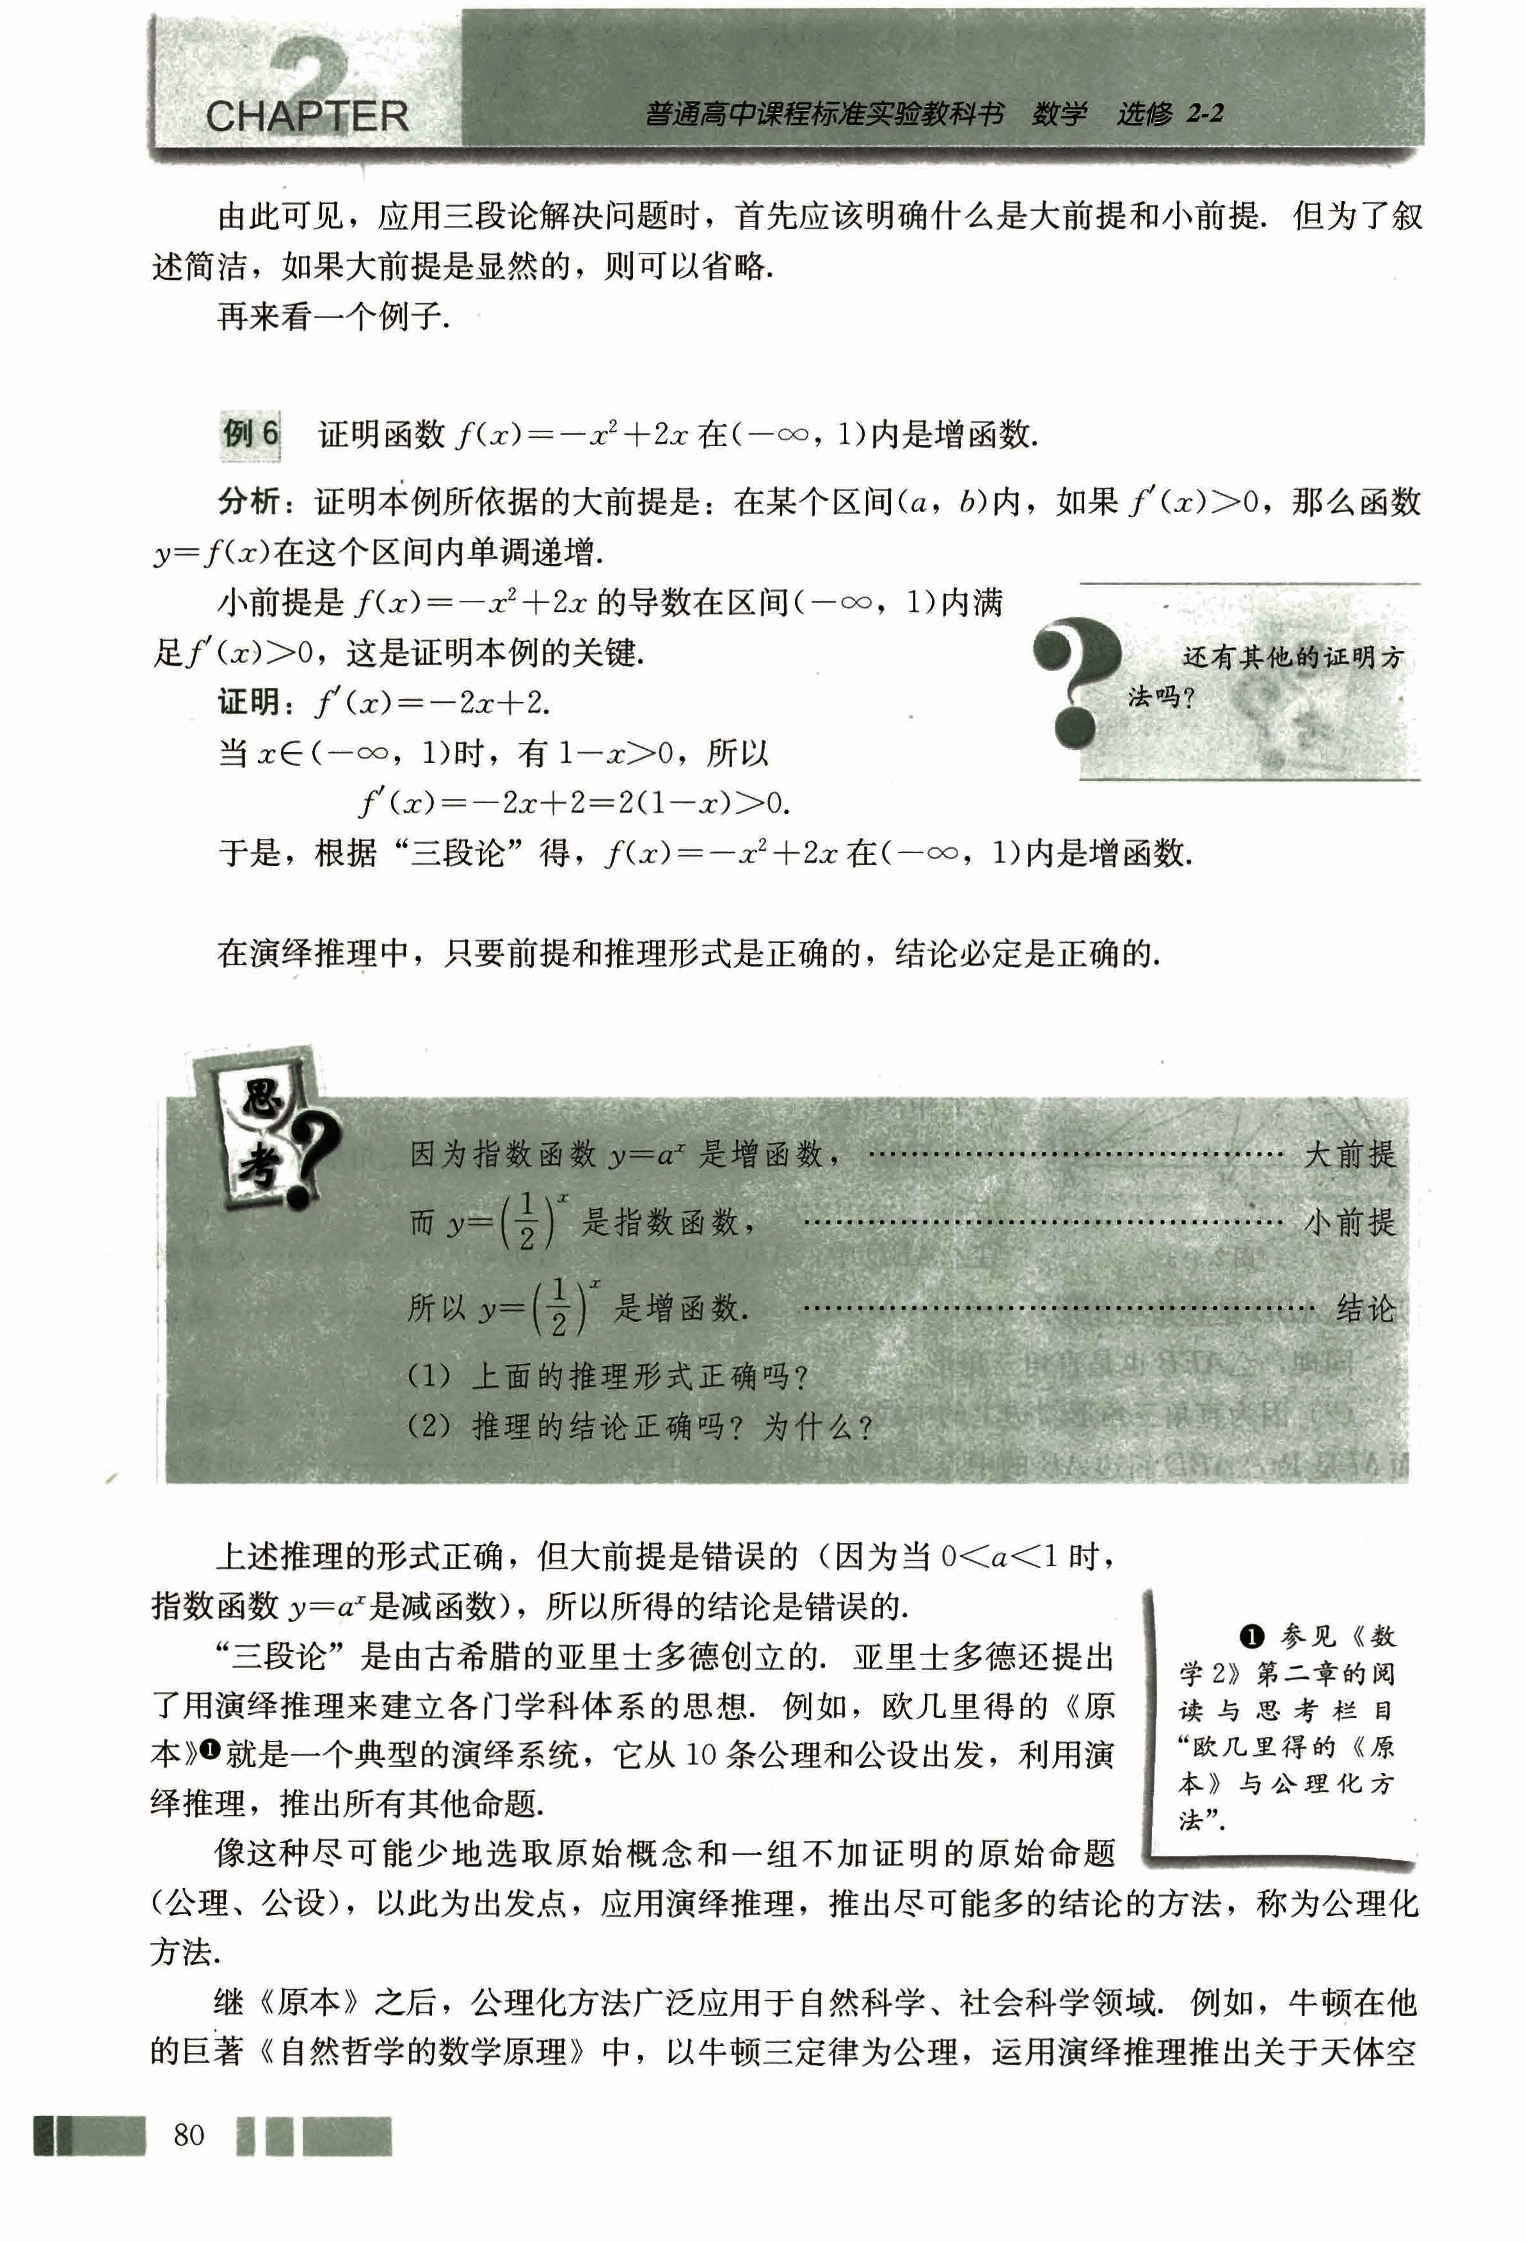 2
CHAPTER
普通高中课程标准实验教科书 数学 选修 2-2
由此可见，应用三段论解决问题时，首先应该明确什么是大前提和小前提. 但为了叙
述简洁，如果大前提是显然的，则可以省略.
再来看一个例子.
例 6 证明函数 f(x)=-x²+2x 在(-∞，1)内是增函数.
分析：证明本例所依据的大前提是：在某个区间(a，b)内，如果 f′(x)>0，那么函数
y=f(x)在这个区间内单调递增.
小前提是 f(x)=-x²+2x 的导数在区间(-∞，1)内满
足f′(x)>0，这是证明本例的关键.
证明：f′(x)=-2x+2.
当 x∈(-∞，1)时，有 1-x>0，所以
f′(x)=-2x+2=2(1-x)>0.
于是，根据“三段论”得，f(x)=-x²+2x 在(-∞，1)内是增函数.
?
还有其他的证明方
法吗?
在演绎推理中，只要前提和推理形式是正确的，结论必定是正确的.
思考?
因为指数函数 y=aˣ 是增函数，…………………………………… 大前提
而 y=(1/2)ˣ 是指数函数，………………………………………… 小前提
所以 y=(1/2)ˣ 是增函数. …………………………………………… 结论
(1) 上面的推理形式正确吗?
(2) 推理的结论正确吗? 为什么?
上述推理的形式正确，但大前提是错误的（因为当 0<a<1 时，
指数函数 y=aˣ是减函数），所以所得的结论是错误的.
“三段论”是由古希腊的亚里士多德创立的. 亚里士多德还提出
了用演绎推理来建立各门学科体系的思想. 例如，欧几里得的《原
本》❶就是一个典型的演绎系统，它从 10 条公理和公设出发，利用演
绎推理，推出所有其他命题.
❶ 参见《数
学 2》第二章的阅
读与思考栏目
“欧几里得的《原
本》与公理化方
法”.
像这种尽可能少地选取原始概念和一组不加证明的原始命题
（公理、公设），以此为出发点，应用演绎推理，推出尽可能多的结论的方法，称为公理化
方法.
继《原本》之后，公理化方法广泛应用于自然科学、社会科学领域. 例如，牛顿在他
的巨著《自然哲学的数学原理》中，以牛顿三定律为公理，运用演绎推理推出关于天体空
80